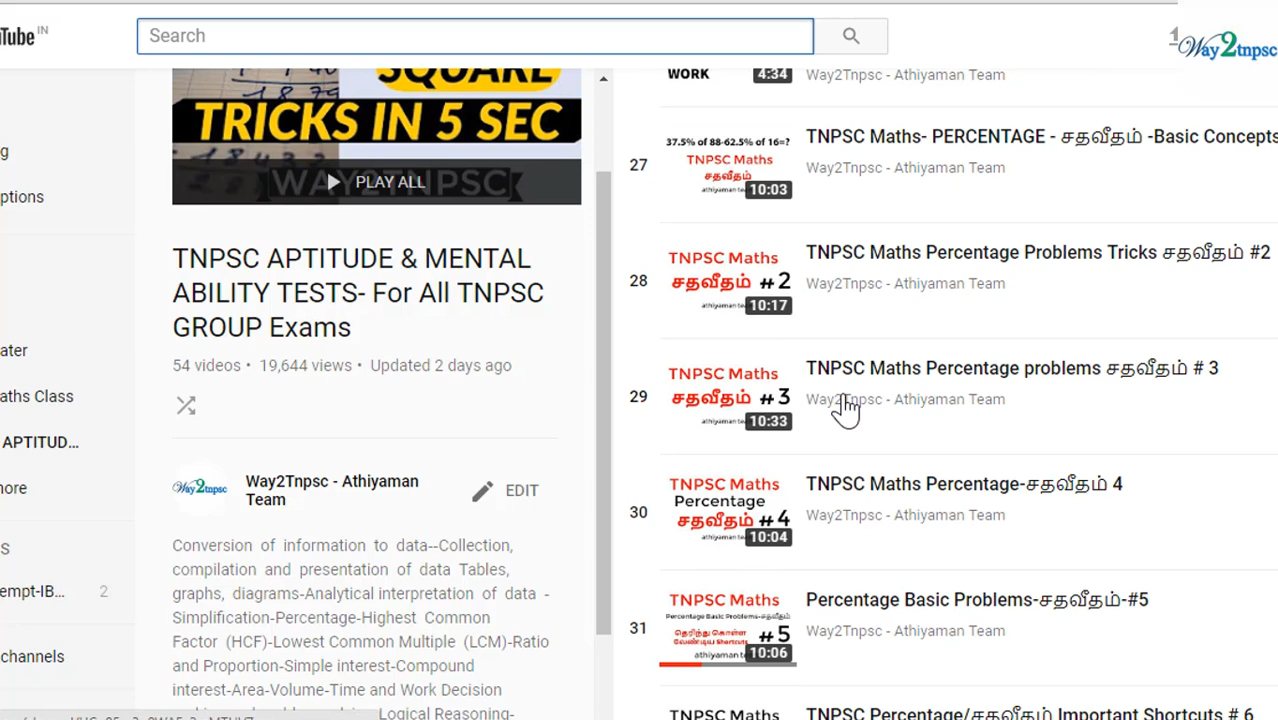 Tube IN
Search
1
Way2tnpsc
SQUARE
TRICKS IN 5 SEC
WAY2TNPSC
PLAY ALL
TNPSC APTITUDE & MENTAL
ABILITY TESTS- For All TNPSC
GROUP Exams
54 videos • 19,644 views • Updated 2 days ago
Way2tnpsc
Way2Tnpsc - Athiyaman
Team
EDIT
Conversion of information to data--Collection,
compilation and presentation of data Tables,
graphs, diagrams-Analytical interpretation of data -
Simplification-Percentage-Highest Common
Factor (HCF)-Lowest Common Multiple (LCM)-Ratio
and Proportion-Simple interest-Compound
interest-Area-Volume-Time and Work Decision
Logical Reasoning-
g
ptions
ater
aths Class
APTITUD...
ore
S
empt-IB... 2
channels
WORK
4:34
Way2Tnpsc - Athiyaman Team
27
37.5% of 88-62.5% of 16=?
TNPSC Maths
சதவீதம்
10:03
TNPSC Maths- PERCENTAGE - சதவீதம் -Basic Concepts
Way2Tnpsc - Athiyaman Team
28
TNPSC Maths
சதவீதம் #2
10:17
TNPSC Maths Percentage Problems Tricks சதவீதம் #2
Way2Tnpsc - Athiyaman Team
29
TNPSC Maths
சதவீதம் #3
10:33
TNPSC Maths Percentage problems சதவீதம் # 3
Way2Tnpsc - Athiyaman Team
30
TNPSC Maths
Percentage
சதவீதம் #4
10:04
TNPSC Maths Percentage-சதவீதம் 4
Way2Tnpsc - Athiyaman Team
31
TNPSC Maths
Percentage Basic Problems-சதவீதம்
தெரிந்து கொள்ள
வேண்டிய Shortcuts #5
10:06
Percentage Basic Problems-சதவீதம்-#5
Way2Tnpsc - Athiyaman Team
TNPSC Maths
TNPSC Percentage/சதவீதம் Important Shortcuts # 6